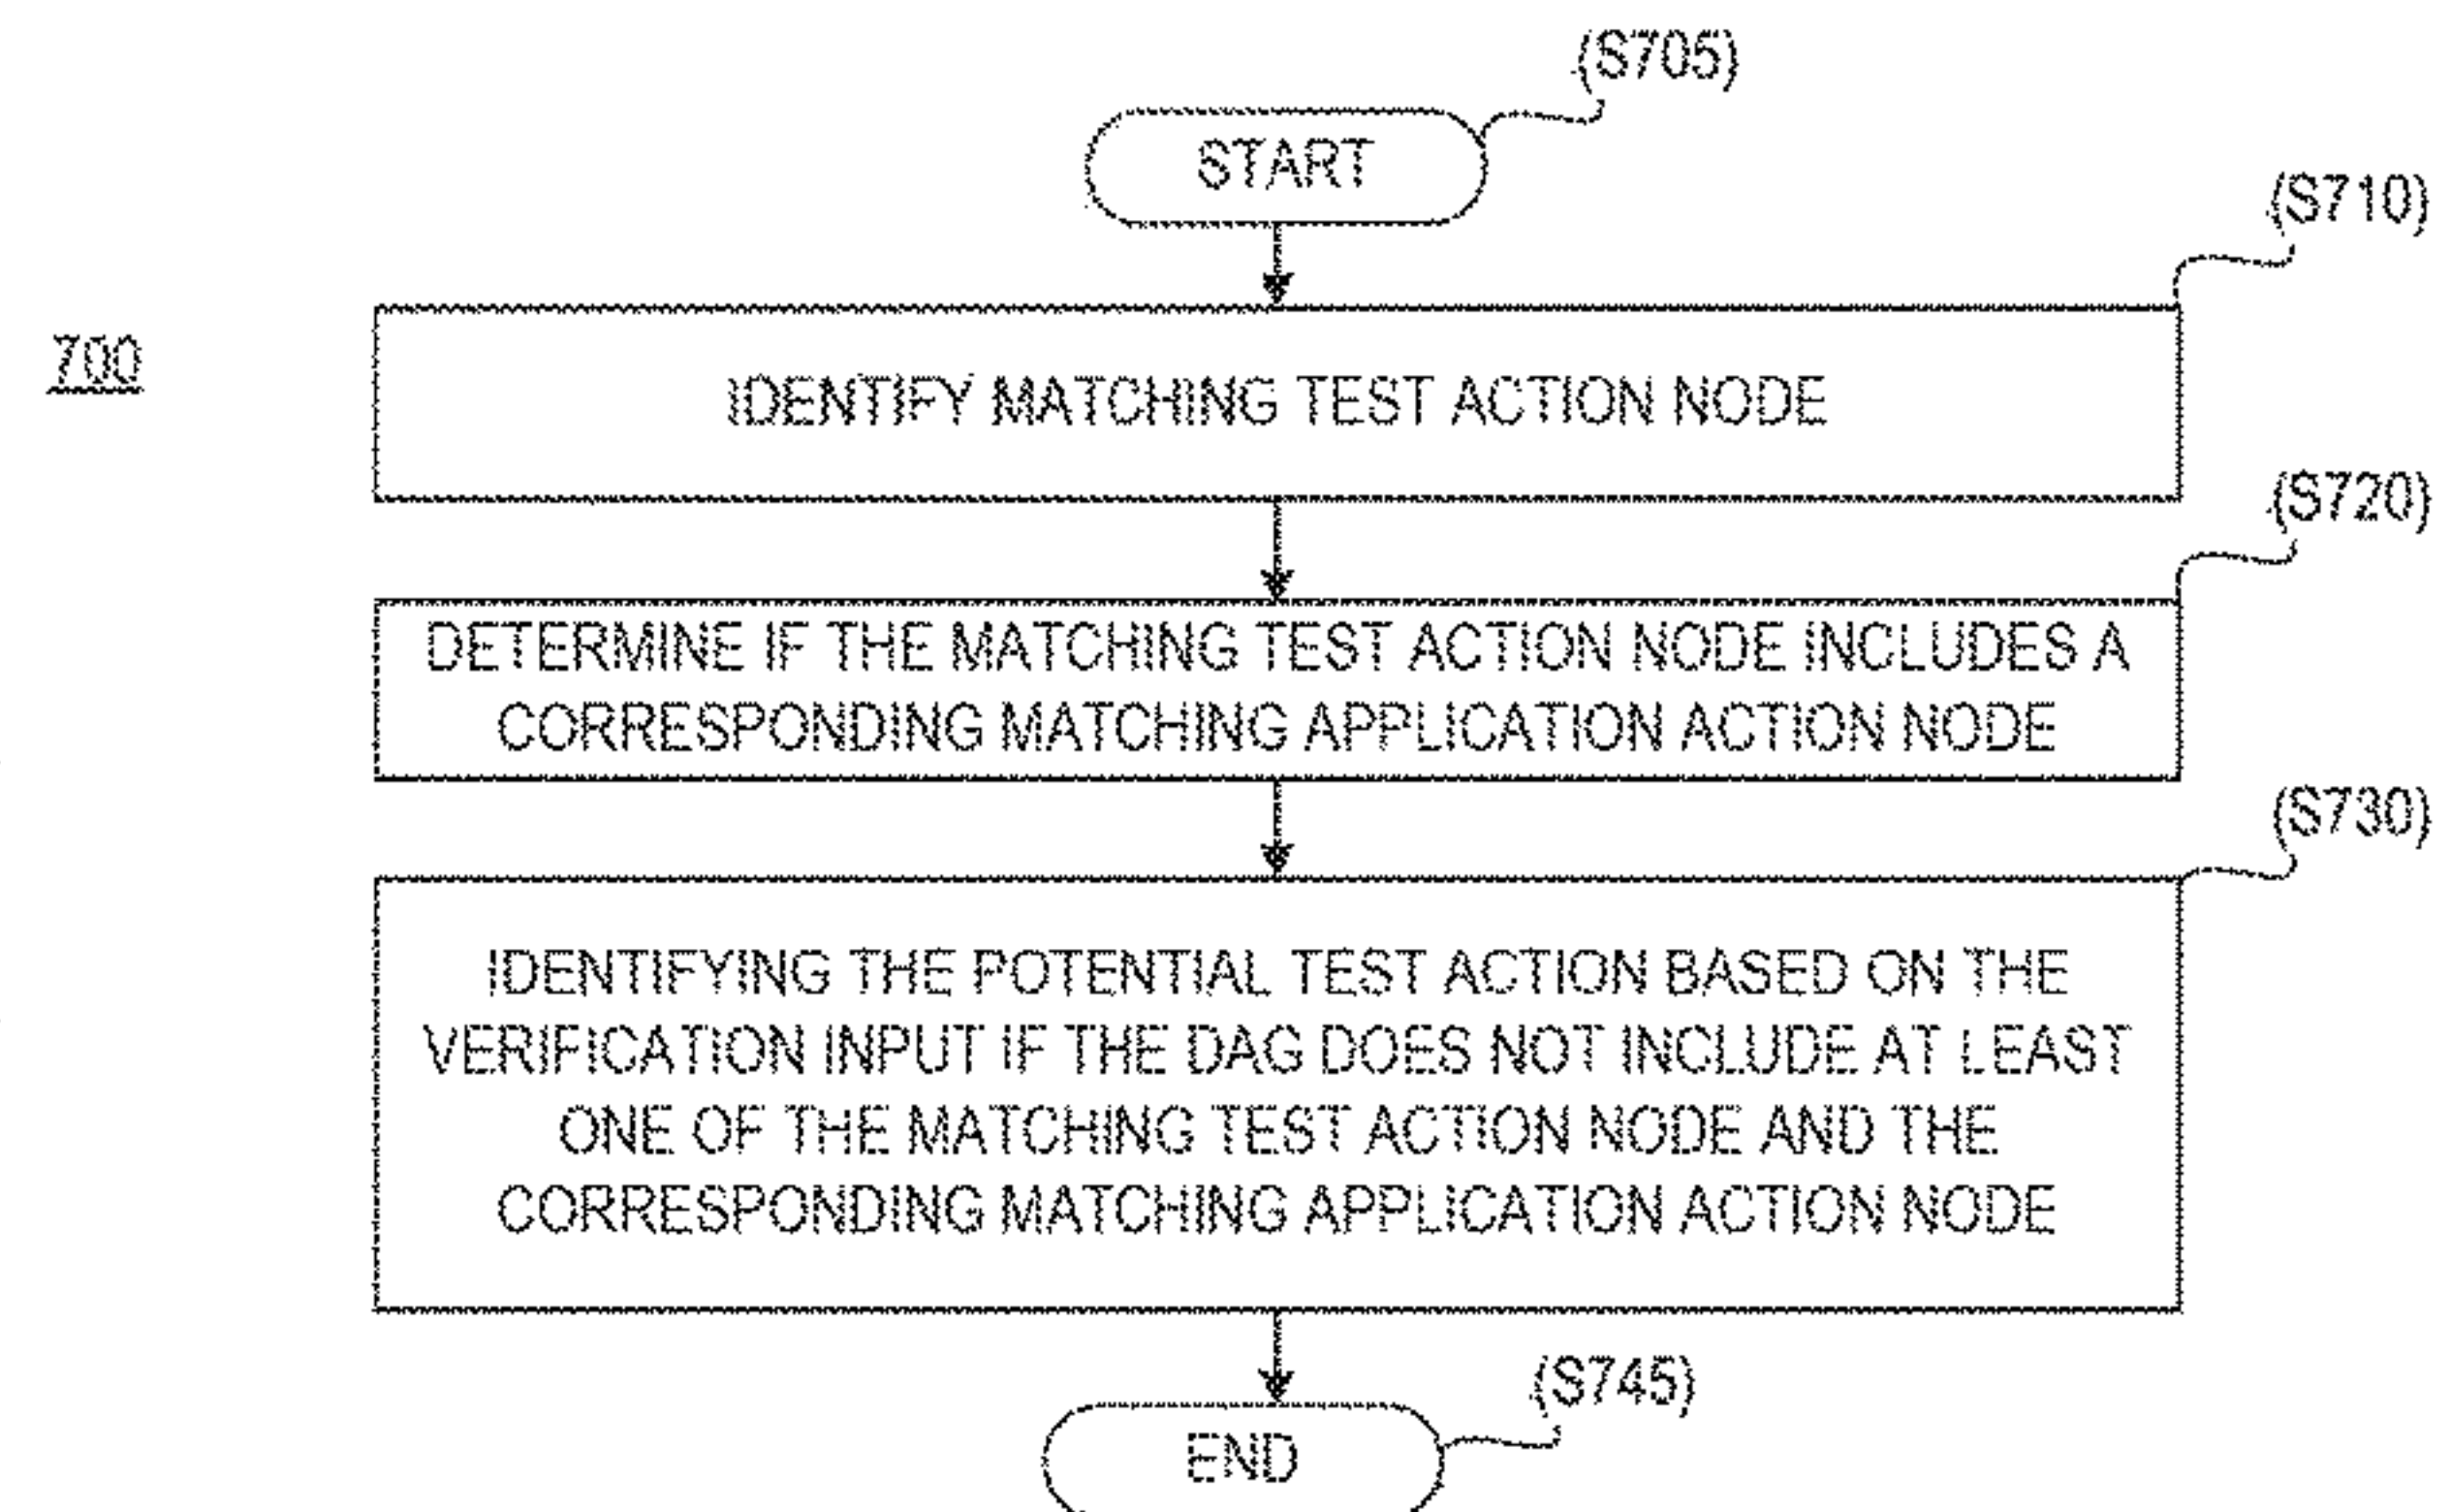 (S705)
START
(S710)
700
IDENTIFY MATCHING TEST ACTION NODE
(S720)
DETERMINE IF THE MATCHING TEST ACTION NODE INCLUDES A
CORRESPONDING MATCHING APPLICATION ACTION NODE
(S730)
IDENTIFYING THE POTENTIAL TEST ACTION BASED ON THE
VERIFICATION INPUT IF THE DAG DOES NOT INCLUDE AT LEAST
ONE OF THE MATCHING TEST ACTION NODE AND THE
CORRESPONDING MATCHING APPLICATION ACTION NODE
(S745)
END